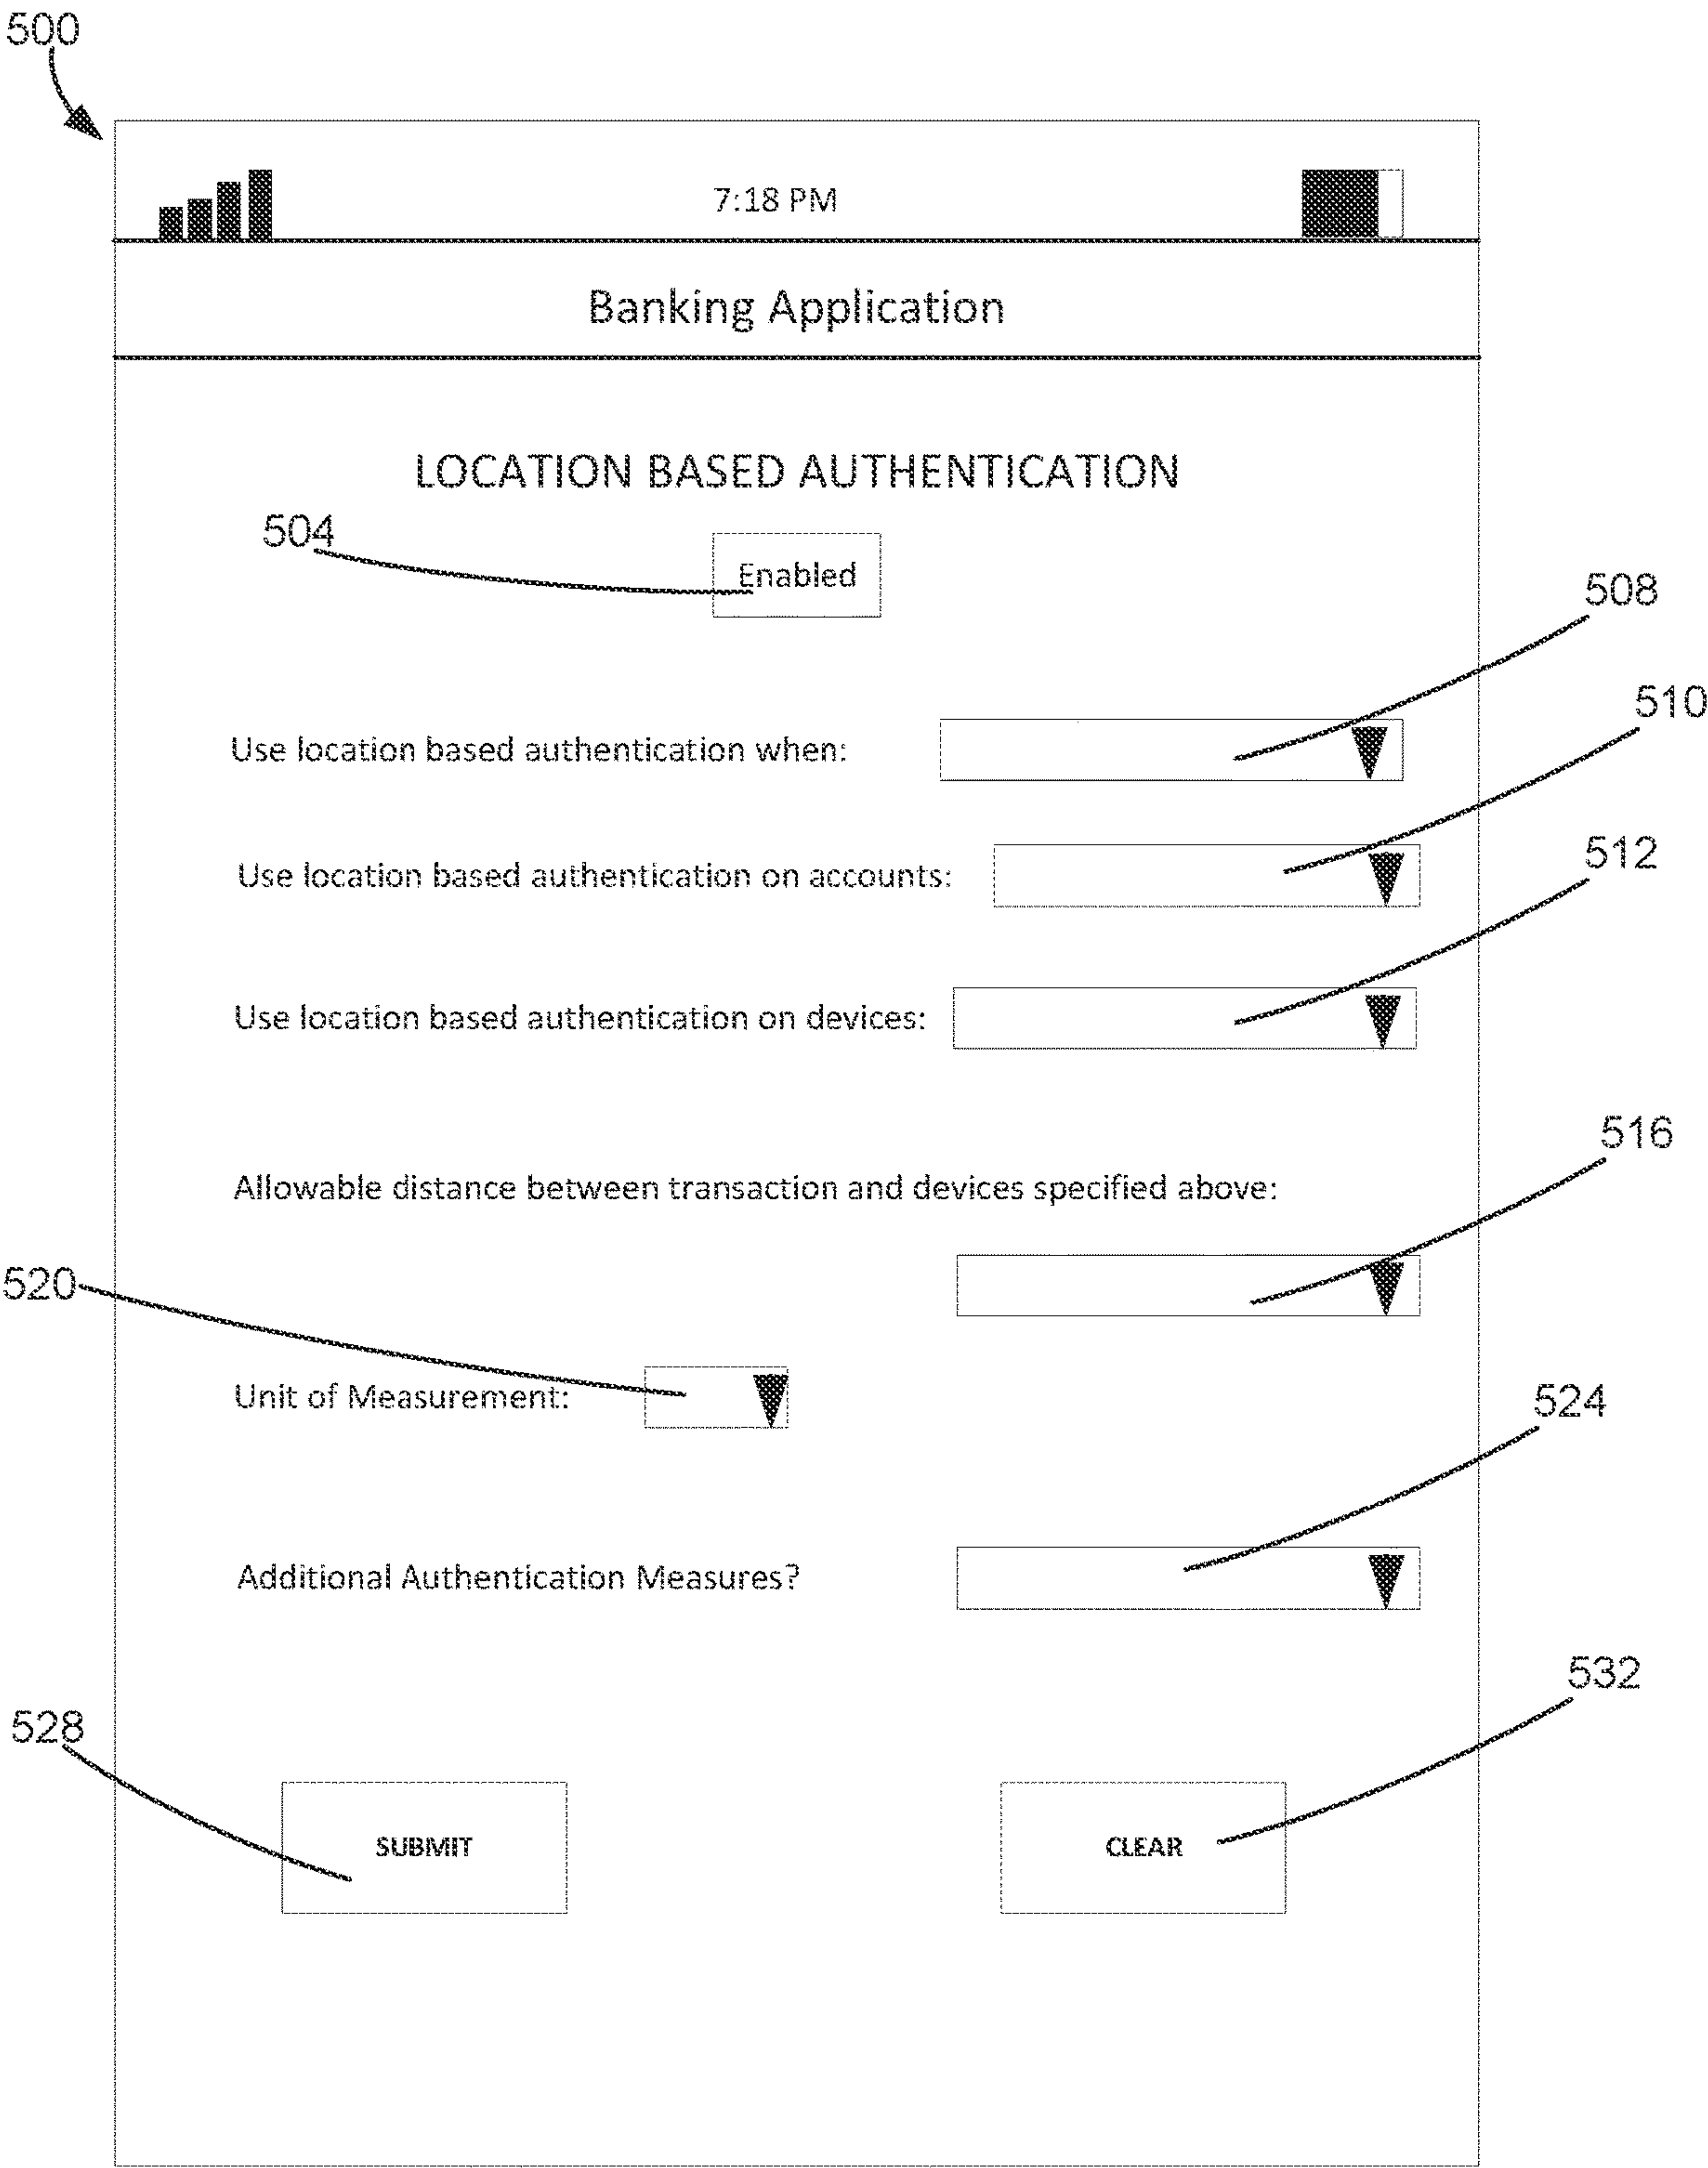 500
7:18 PM
Banking Application
LOCATION BASED AUTHENTICATION
504
Enabled
508
Use location based authentication when:
510
Use location based authentication on accounts:
512
Use location based authentication on devices:
516
Allowable distance between transaction and devices specified above:
520
Unit of Measurement:
524
Additional Authentication Measures?
532
528
SUBMIT
CLEAR